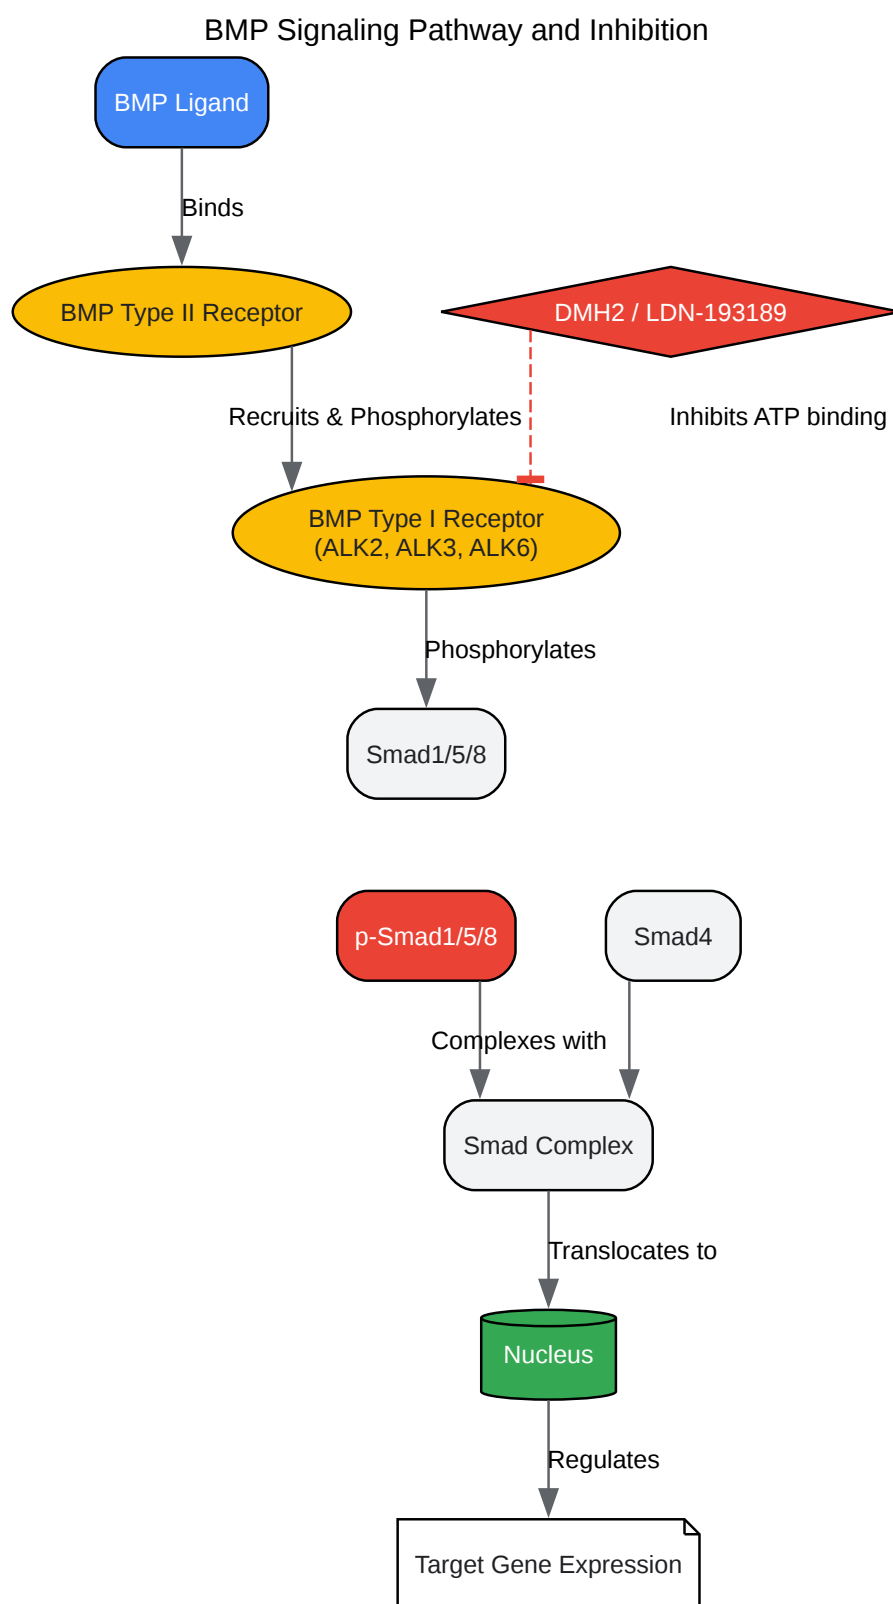 BMP Signaling Pathway and Inhibition
BMP Ligand
Binds
BMP Type II Receptor
DMH2 / LDN-193189
Recruits & Phosphorylates
Inhibits ATP binding
BMP Type I Receptor
(ALK2, ALK3, ALK6)
Phosphorylates
Smad1/5/8
p-Smad1/5/8
Smad4
Complexes with
Smad Complex
Translocates to
Nucleus
Regulates
Target Gene Expression